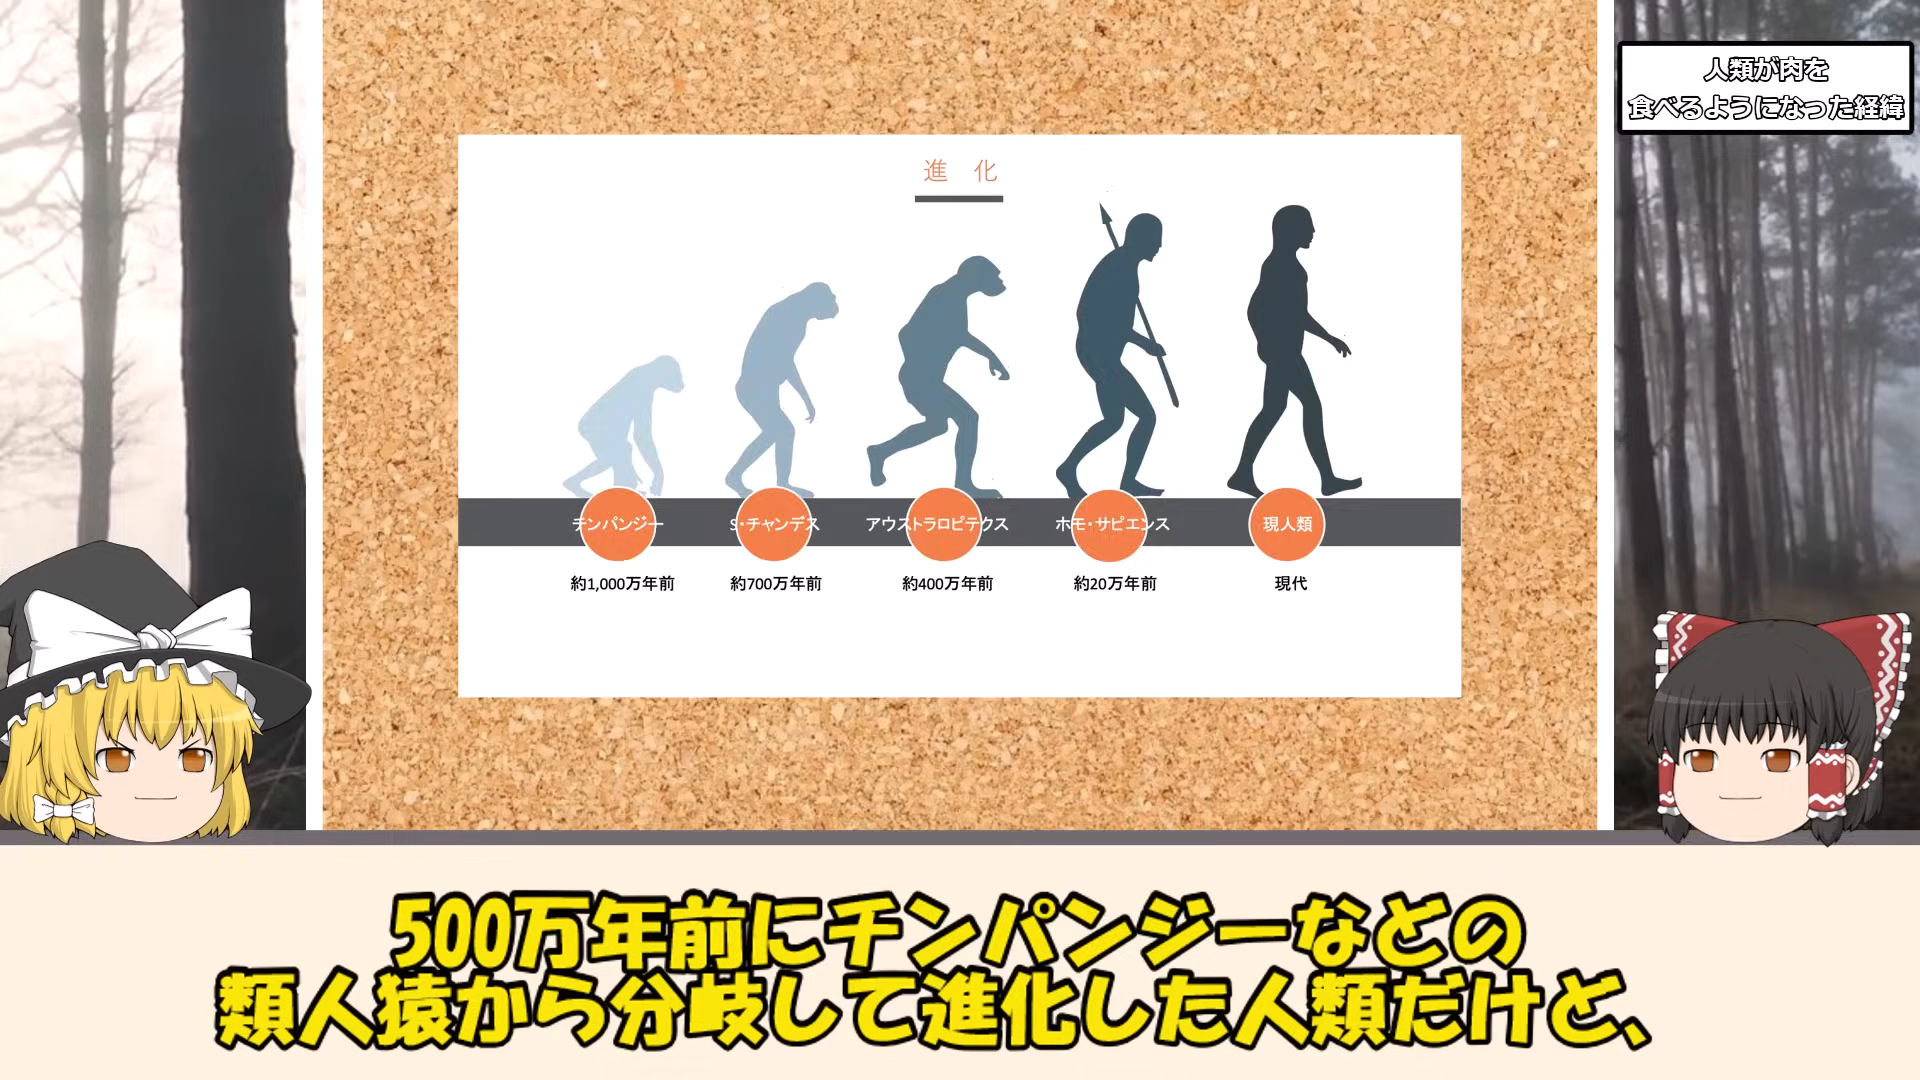 人類が肉を
食べるようになった経緯
進 化
チンパンジー
S・チャンデス
アウストラロピテクス
ホモ・サピエンス
現人類
約1,000万年前
約700万年前
約400万年前
約20万年前
現代
500万年前にチンパンジーなどの
類人猿から分岐して進化した人類だけど、